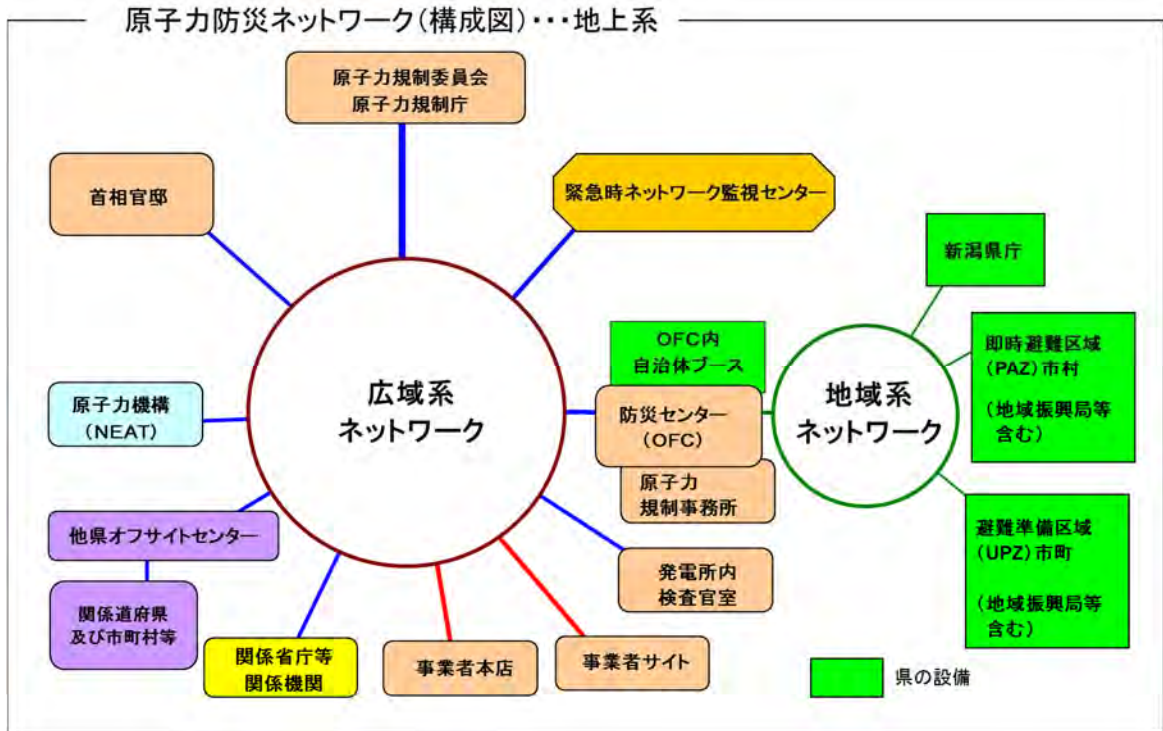 原子力防災ネットワーク(構成図)･･･地上系
原子力規制委員会
原子力規制庁
首相官邸
緊急時ネットワーク監視センター
新潟県庁
OFC内
自治体ブース
即時避難区域
(PAZ)市村
(地域振興局等
含む)
広域系
ネットワーク
地域系
ネットワーク
原子力機構
(NEAT)
防災センター
(OFC)
原子力
規制事務所
他県オフサイトセンター
避難準備区域
(UPZ)市町
(地域振興局等
含む)
発電所内
検査官室
関係道府県
及び市町村等
関係省庁等
関係機関
事業者本店
事業者サイト
県の設備